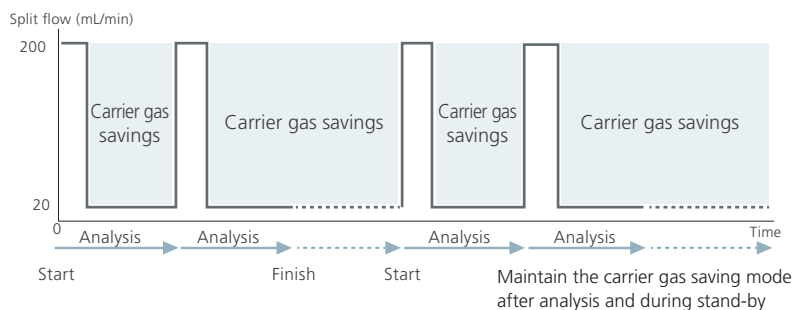 Split flow (mL/min)
200
Carrier gas
savings
Carrier gas savings
Carrier gas
savings
Carrier gas savings
20
0
Analysis
Analysis
Analysis
Analysis
Time
Start
Finish
Start
Maintain the carrier gas saving mode
after analysis and during stand-by